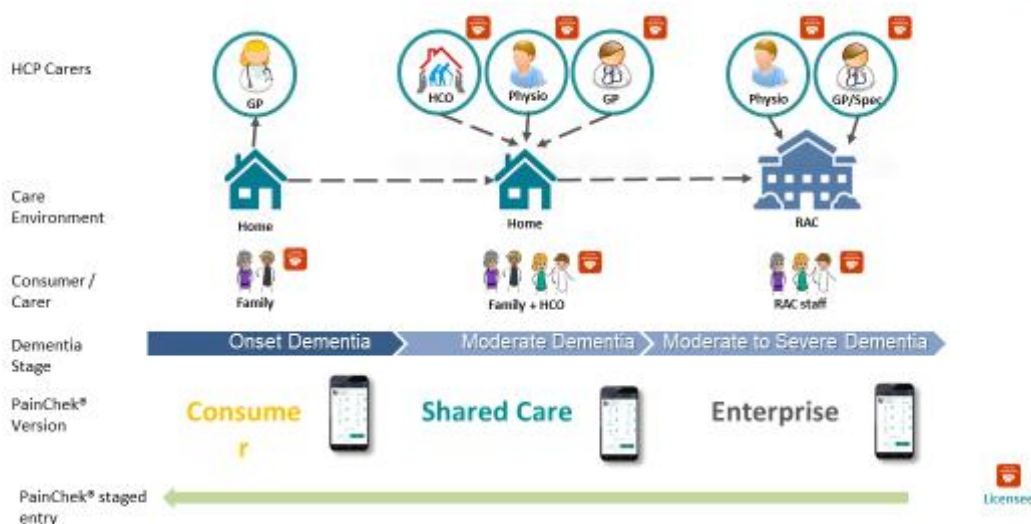 HCP Carers
GP
HCO
Physio
GP
Physio
GP/Spec
Care
Environment
Home
Home
RAC
Consumer /
Carer
Family
Family + HCO
RAC staff
Dementia
Stage
Onset Dementia
Moderate Dementia
Moderate to Severe Dementia
PainChek®
Version
Consume
r
Shared Care
Enterprise
PainChek® staged
entry
Licensee